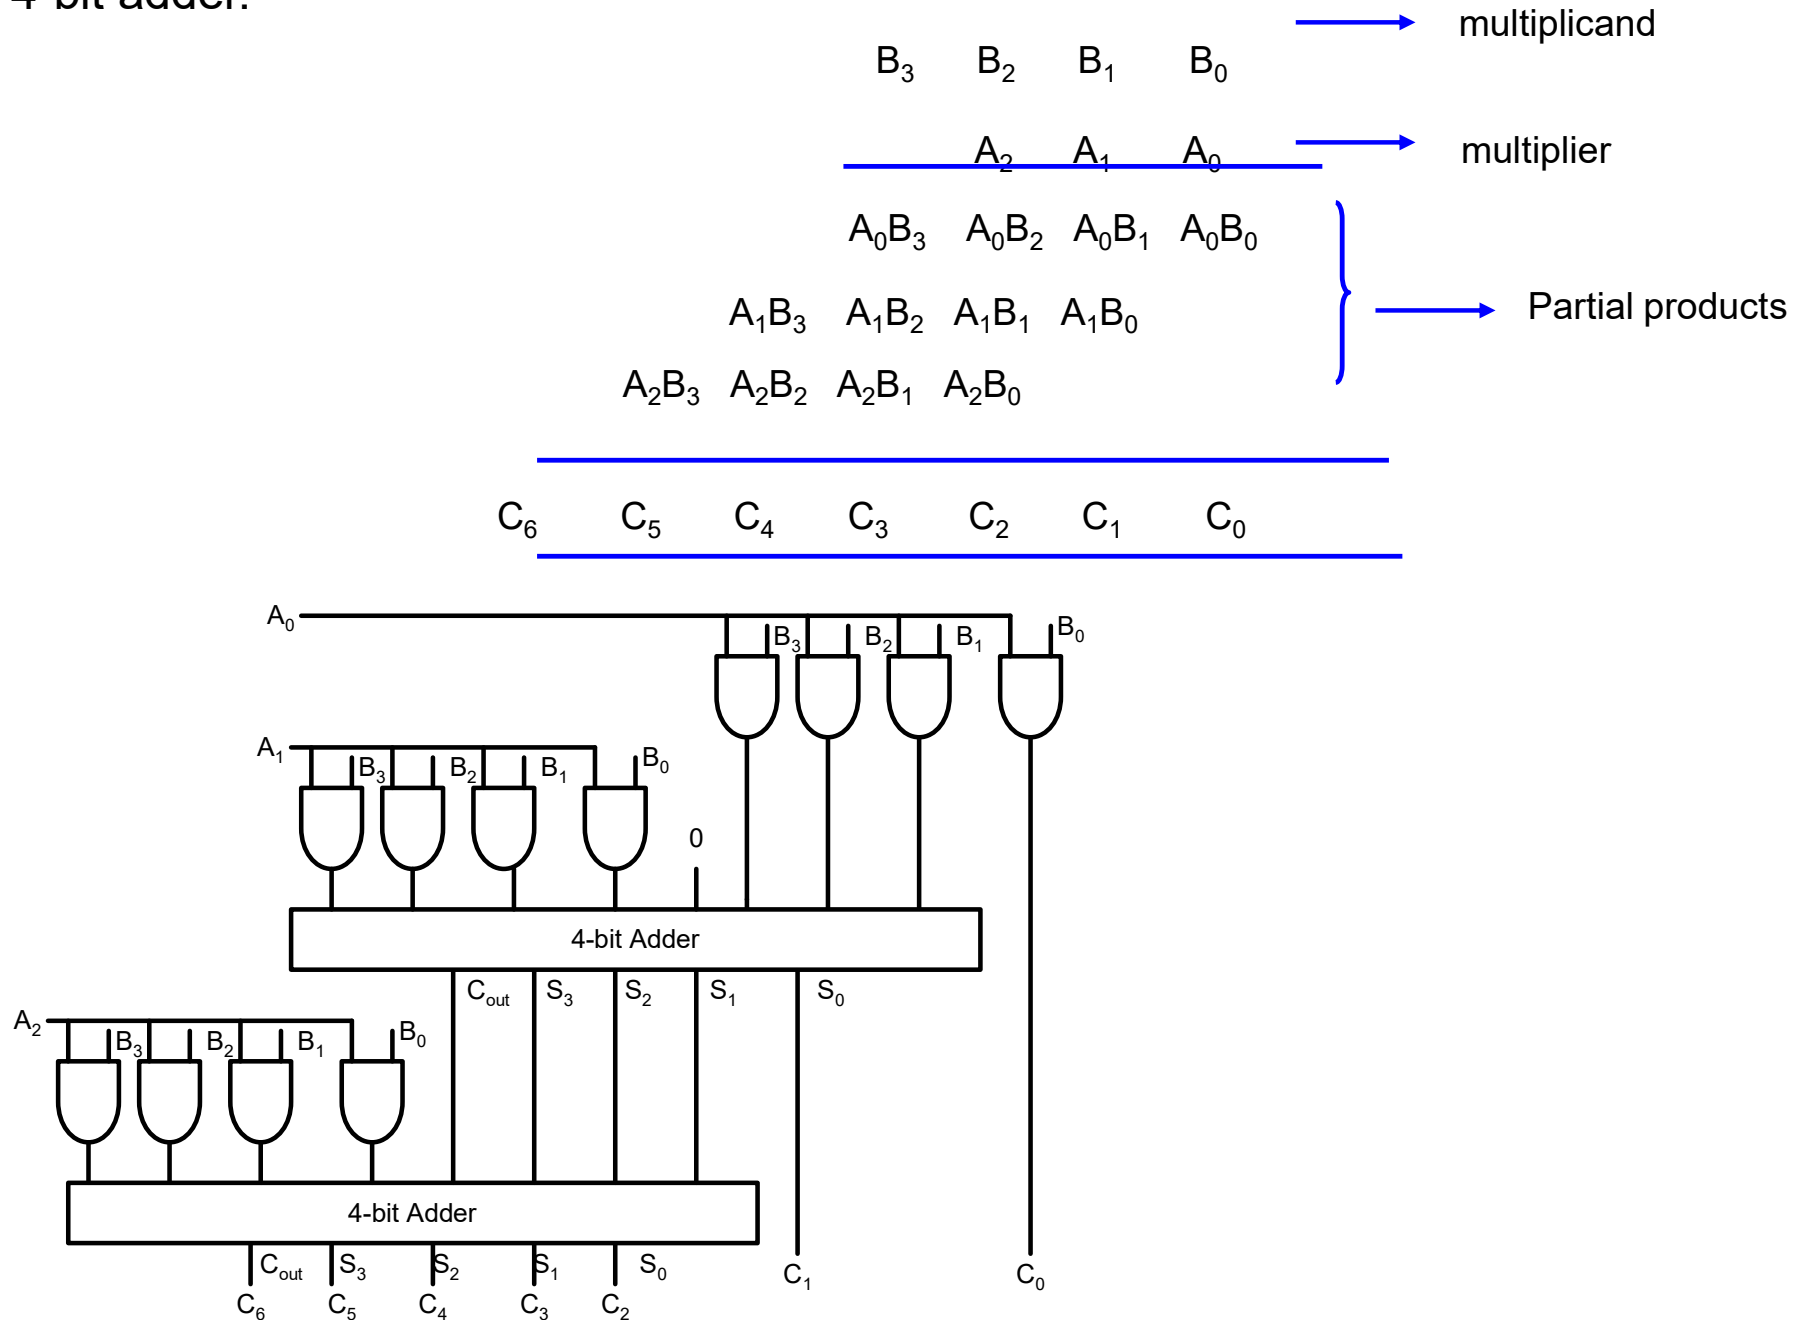 4-bit adder.
multiplicand
B₃ B₂ B₁ B₀
A₂ A₁ A₀ multiplier
A₀B₃ A₀B₂ A₀B₁ A₀B₀
A₁B₃ A₁B₂ A₁B₁ A₁B₀ Partial products
A₂B₃ A₂B₂ A₂B₁ A₂B₀
C₆ C₅ C₄ C₃ C₂ C₁ C₀
A₀ B₃ B₂ B₁ B₀
A₁ B₃ B₂ B₁ B₀
0
4-bit Adder
Cout S₃ S₂ S₁ S₀
A₂ B₃ B₂ B₁ B₀
4-bit Adder
Cout S₃ S₂ S₁ S₀ C₁ C₀
C₆ C₅ C₄ C₃ C₂